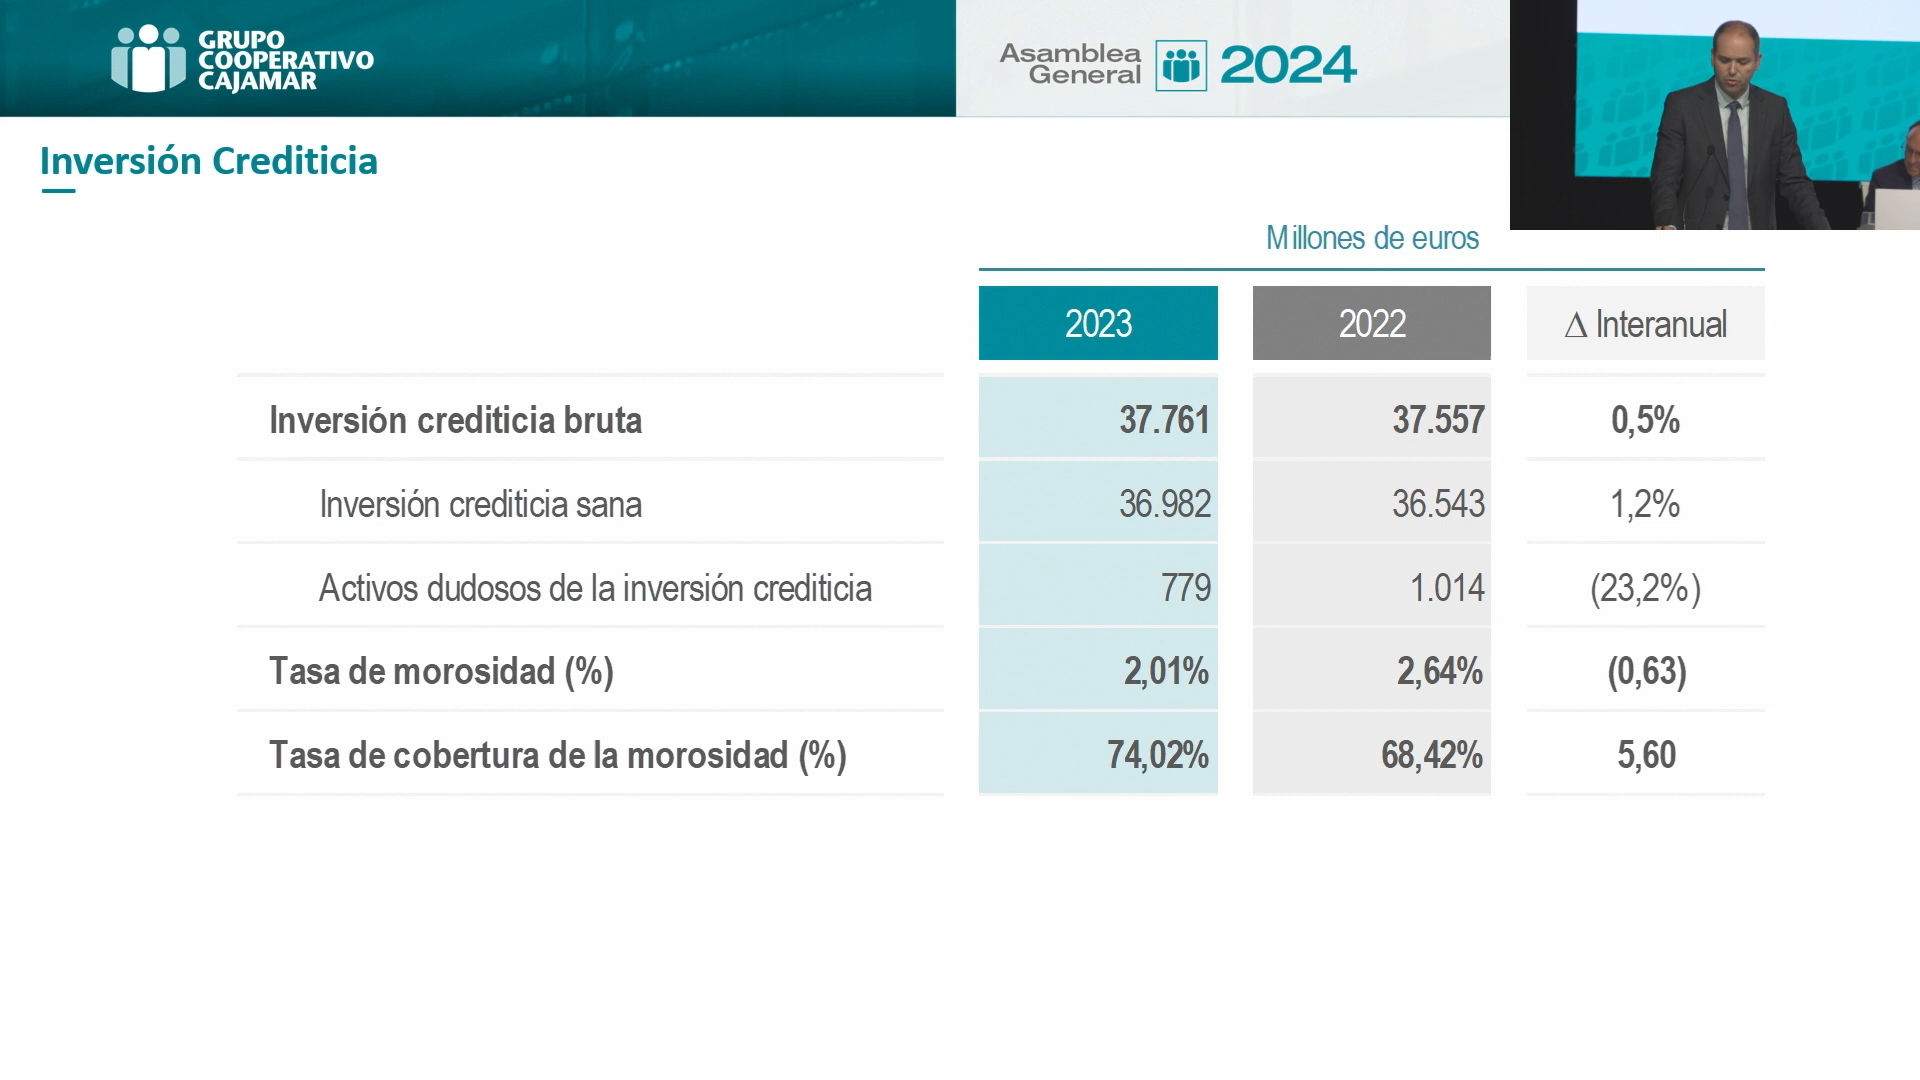 GRUPO
COOPERATIVO
CAJAMAR
Asamblea
General
2024
Inversión Crediticia
Millones de euros
2023 2022 Δ Interanual
Inversión crediticia bruta 37.761 37.557 0,5%
Inversión crediticia sana 36.982 36.543 1,2%
Activos dudosos de la inversión crediticia 779 1.014 (23,2%)
Tasa de morosidad (%) 2,01% 2,64% (0,63)
Tasa de cobertura de la morosidad (%) 74,02% 68,42% 5,60